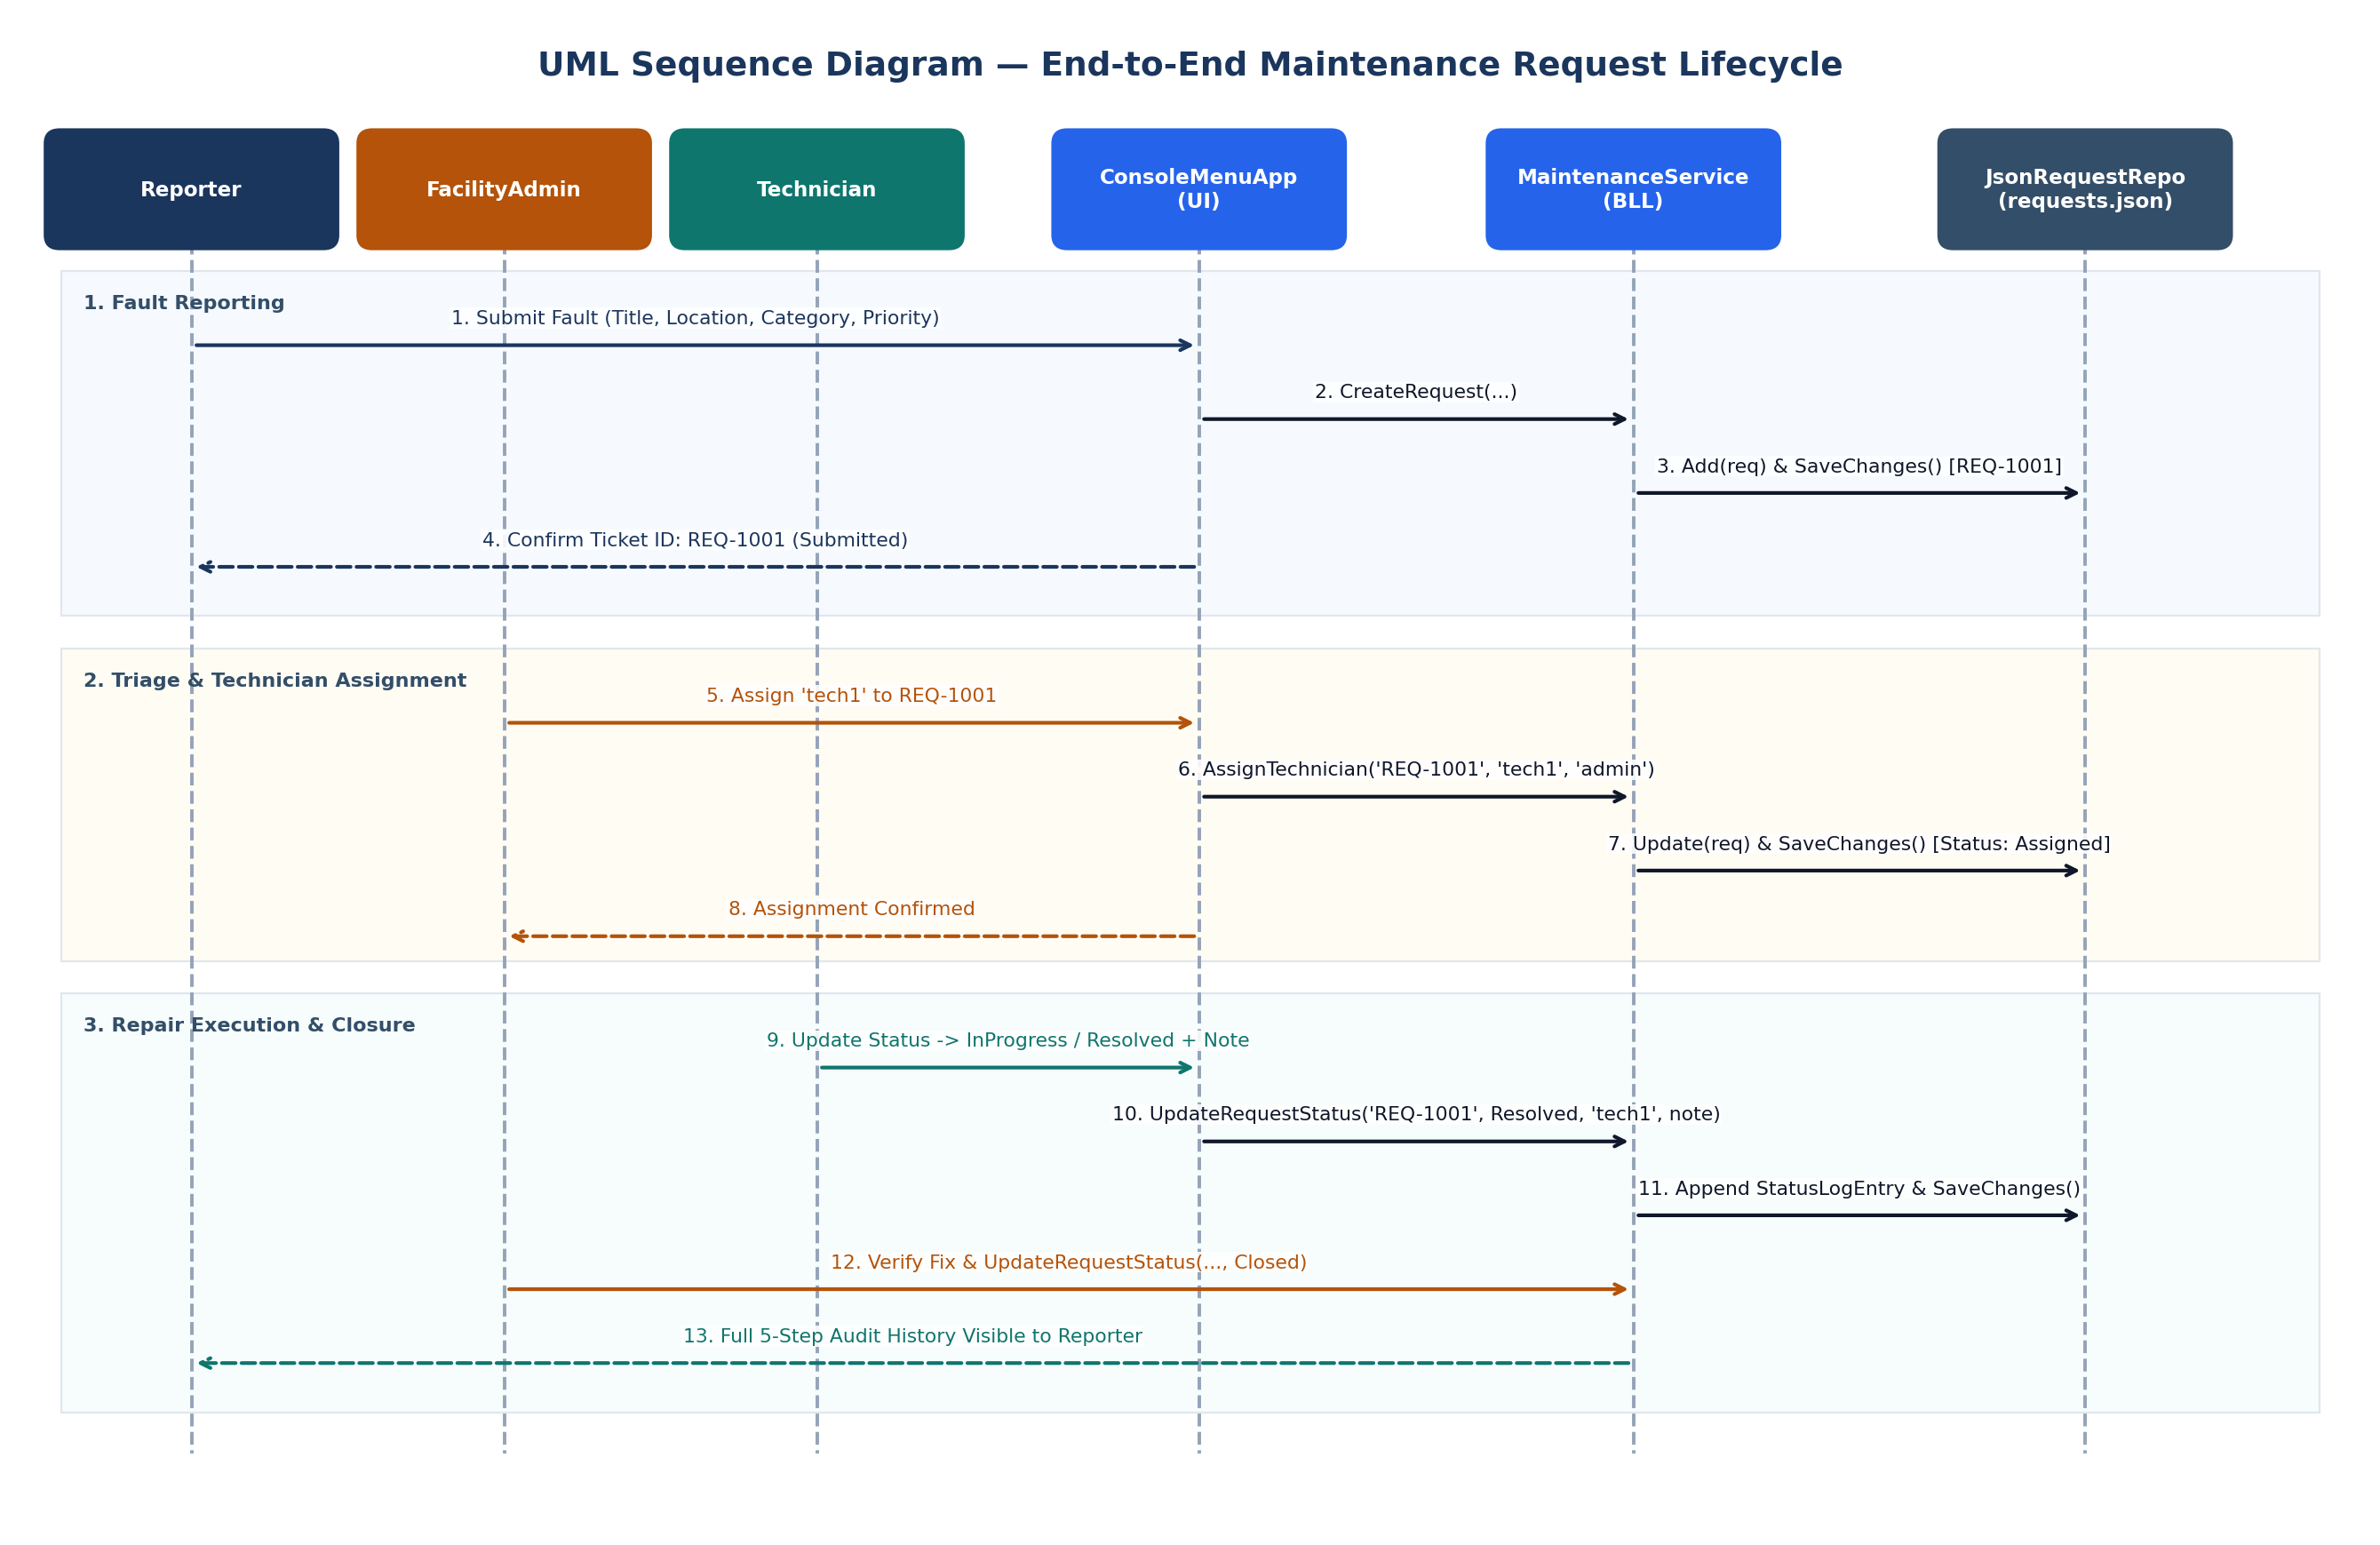 UML Sequence Diagram — End-to-End Maintenance Request Lifecycle
Reporter
FacilityAdmin
Technician
ConsoleMenuApp
(UI)
MaintenanceService
(BLL)
JsonRequestRepo
(requests.json)
1. Fault Reporting
1. Submit Fault (Title, Location, Category, Priority)
2. CreateRequest(...)
3. Add(req) & SaveChanges() [REQ-1001]
4. Confirm Ticket ID: REQ-1001 (Submitted)
2. Triage & Technician Assignment
5. Assign 'tech1' to REQ-1001
6. AssignTechnician('REQ-1001', 'tech1', 'admin')
7. Update(req) & SaveChanges() [Status: Assigned]
8. Assignment Confirmed
3. Repair Execution & Closure
9. Update Status -> InProgress / Resolved + Note
10. UpdateRequestStatus('REQ-1001', Resolved, 'tech1', note)
11. Append StatusLogEntry & SaveChanges()
12. Verify Fix & UpdateRequestStatus(..., Closed)
13. Full 5-Step Audit History Visible to Reporter